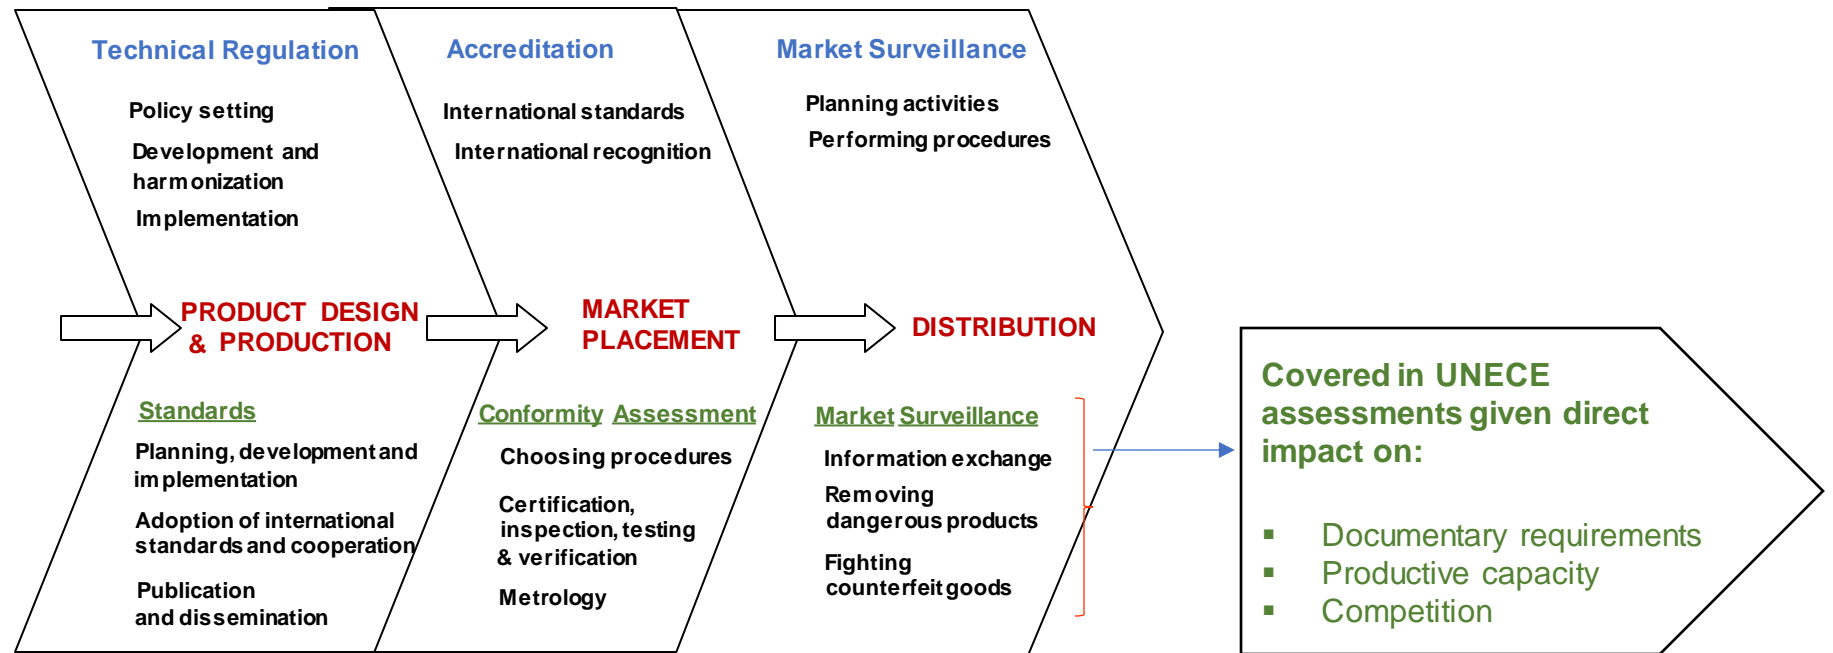 Technical Regulation
Policy setting
Development and
harmonization
Implementation
PRODUCT DESIGN
& PRODUCTION
Standards
Planning, development and
implementation
Adoption of international
standards and cooperation
Publication
and dissemination
Accreditation
International standards
International recognition
MARKET
PLACEMENT
Conformity Assessment
Choosing procedures
Certification,
inspection, testing
& verification
Metrology
Market Surveillance
Planning activities
Performing procedures
DISTRIBUTION
Market Surveillance
Information exchange
Removing
dangerous products
Fighting
counterfeit goods
Covered in UNECE
assessments given direct
impact on:
▪ Documentary requirements
▪ Productive capacity
▪ Competition